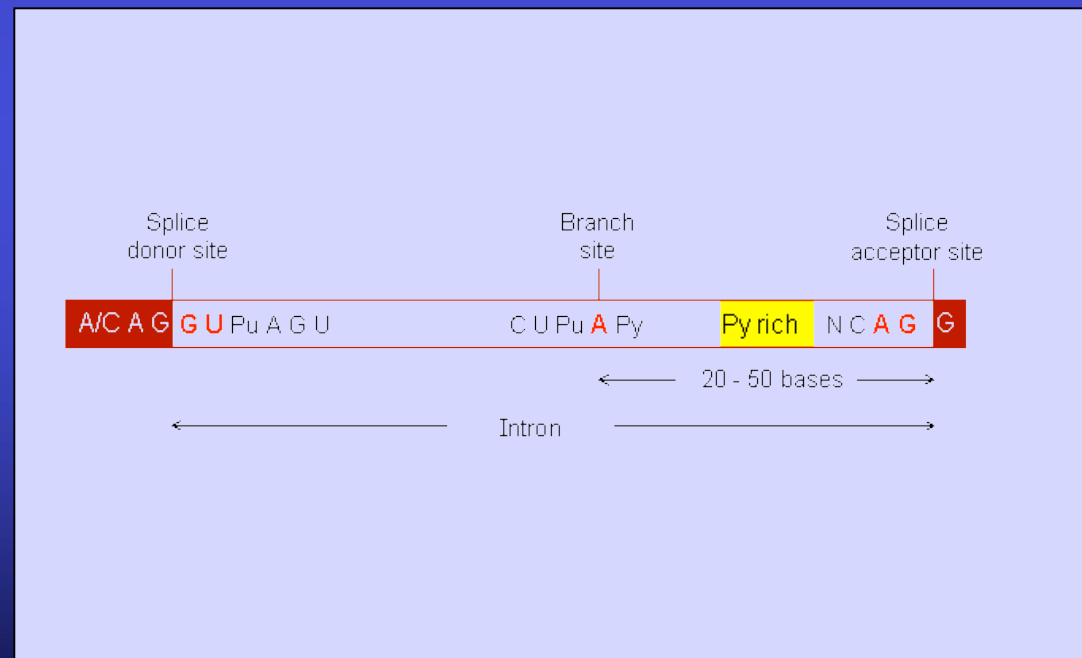 Splice
donor site
Branch
site
Splice
acceptor site
A/C A G G U Pu A G U C U Pu A Py Py rich N C A G G
20 - 50 bases
Intron